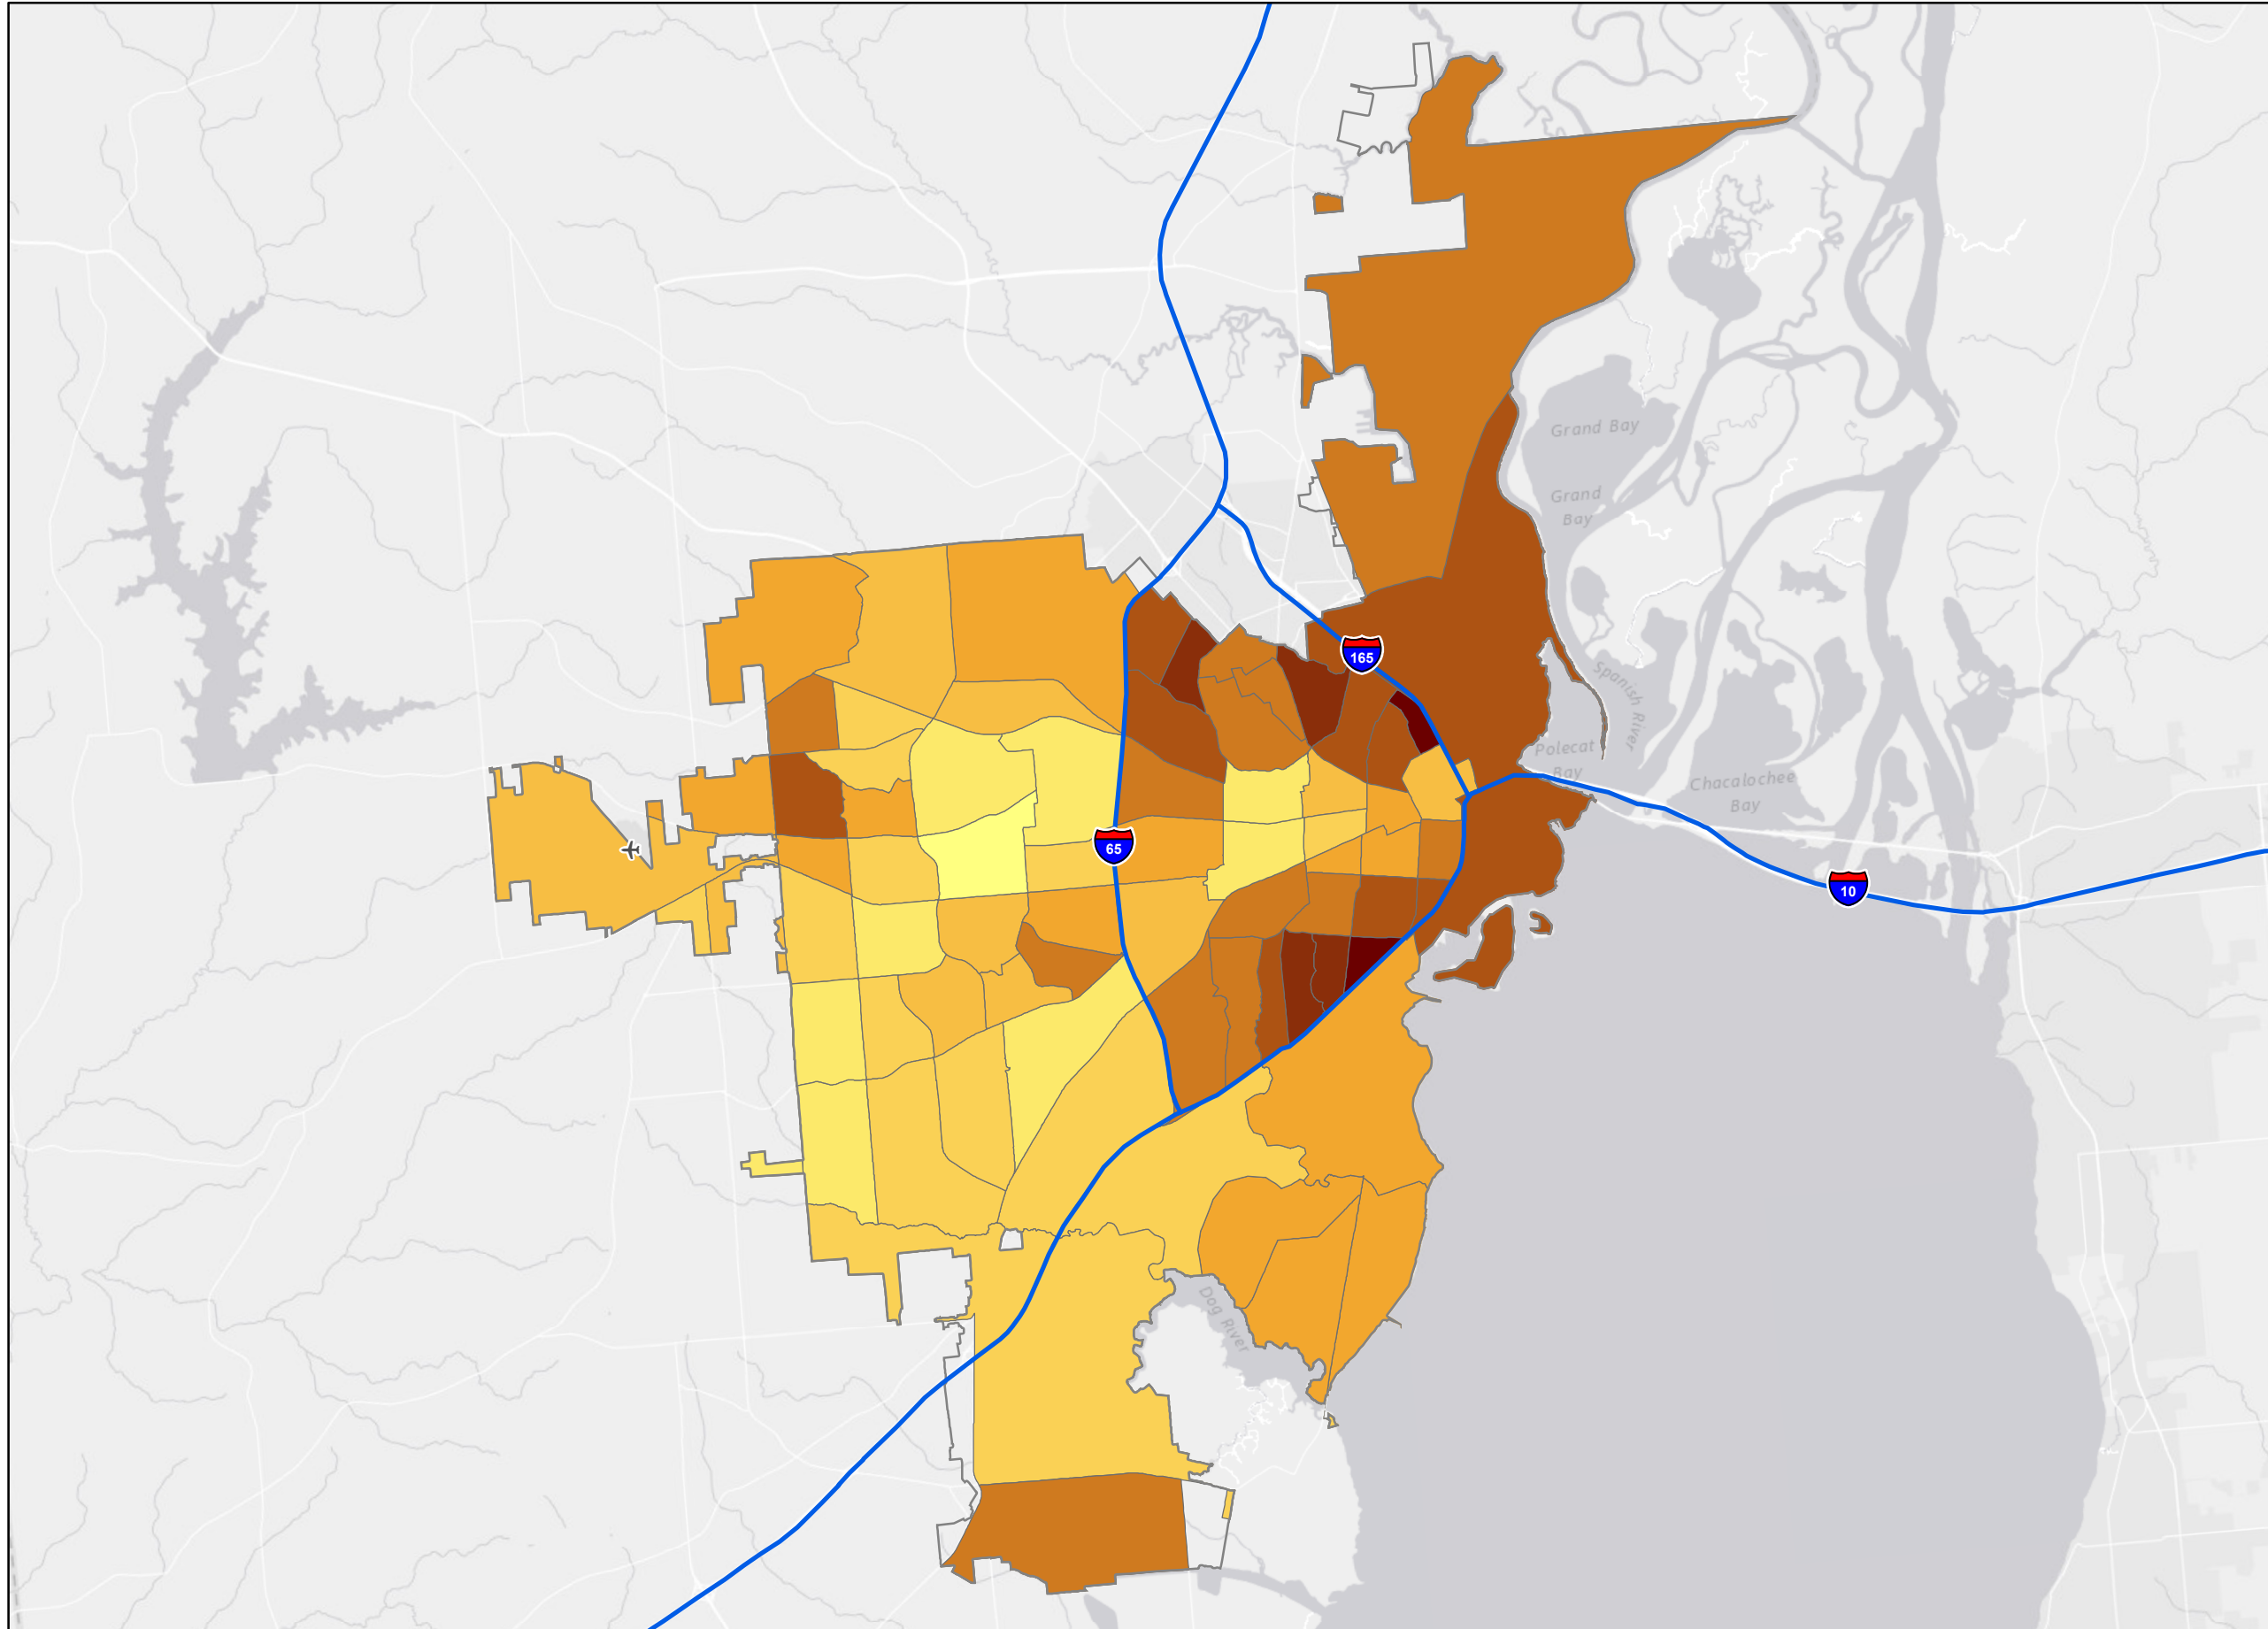 Grand Bay
Grand
Bay
165
Spanish River
Polecat
Bay
Chacalochee
Bay
65
10
Dog River